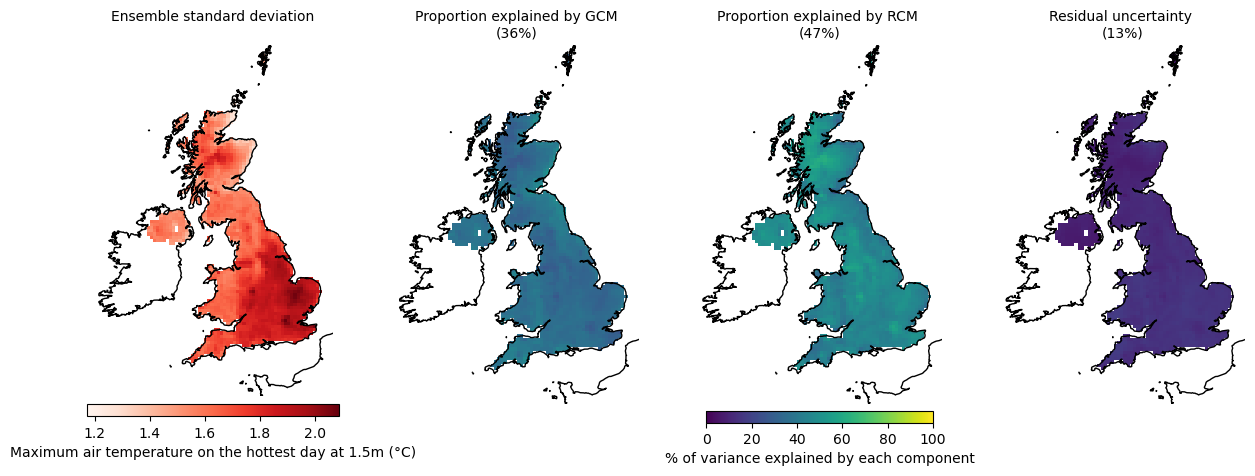 Ensemble standard deviation
Proportion explained by GCM
(36%)
Proportion explained by RCM
(47%)
Residual uncertainty
(13%)
1.2 1.4 1.6 1.8 2.0
Maximum air temperature on the hottest day at 1.5m (°C)
0 20 40 60 80 100
% of variance explained by each component